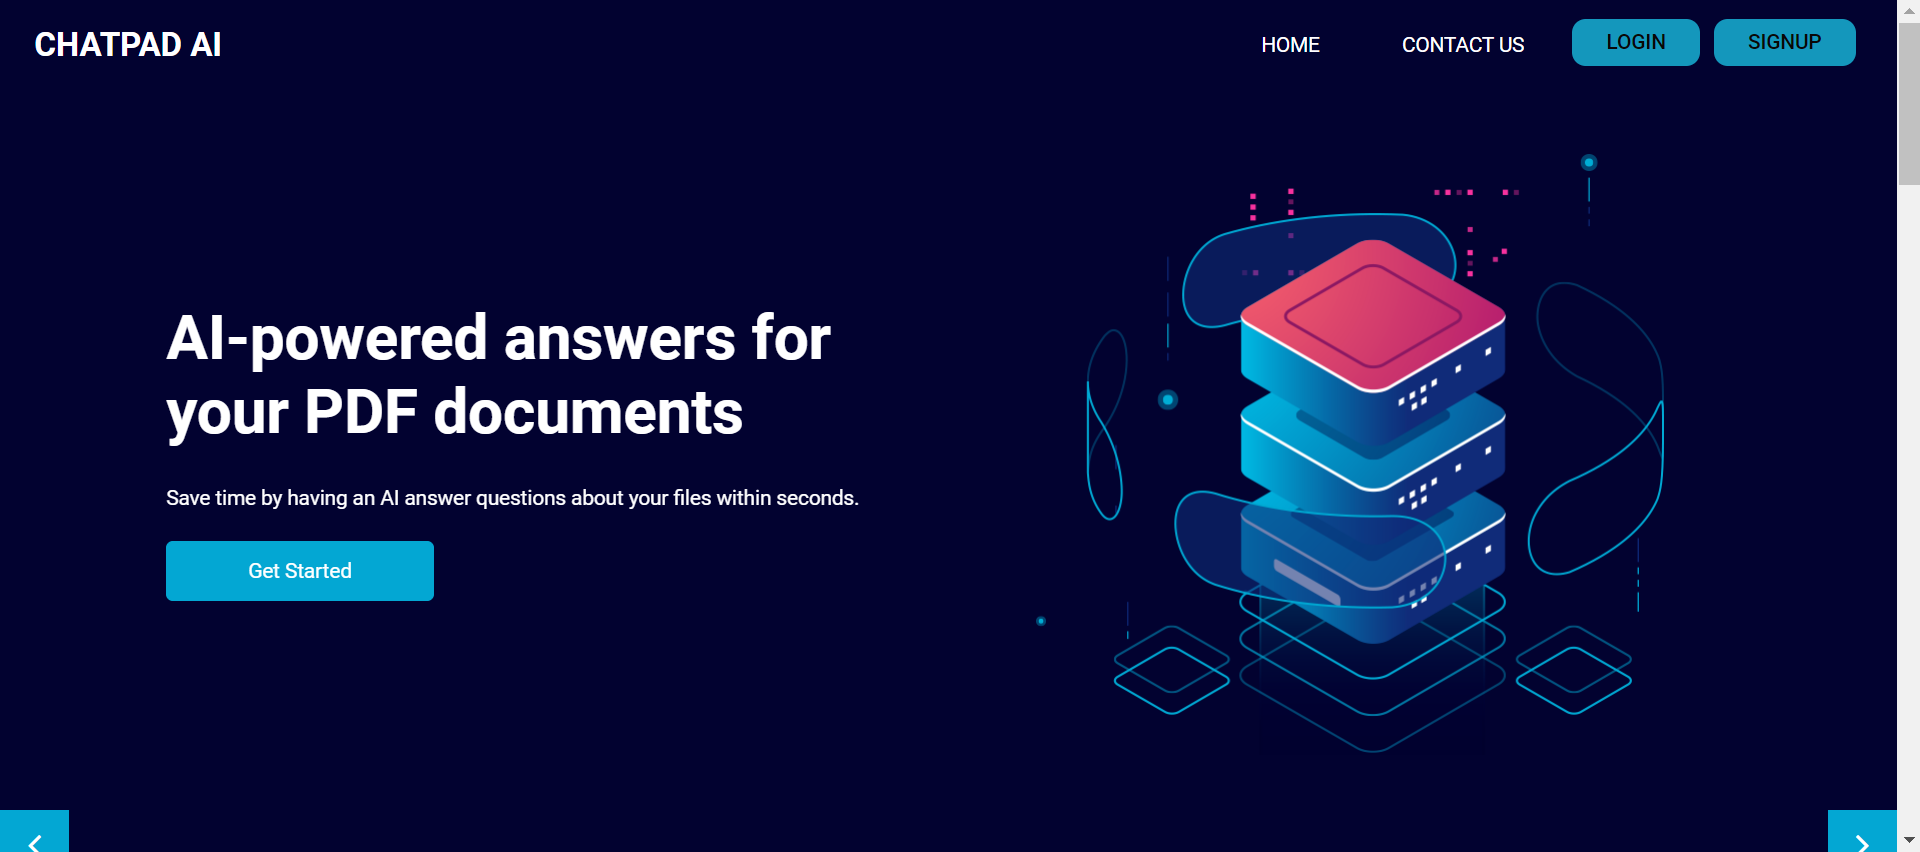 CHATPAD AI
HOME
CONTACT US
LOGIN
SIGNUP
AI-powered answers for
your PDF documents
Save time by having an AI answer questions about your files within seconds.
Get Started